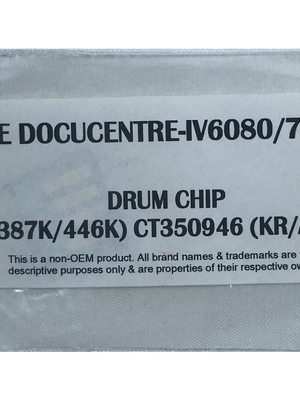 E DOCUCENTRE-IV6080/7
DRUM CHIP
387K/446K) CT350946 (KR/
This is a non-OEM product. All brand names & trademarks are
descriptive purposes only & are properties of their respective